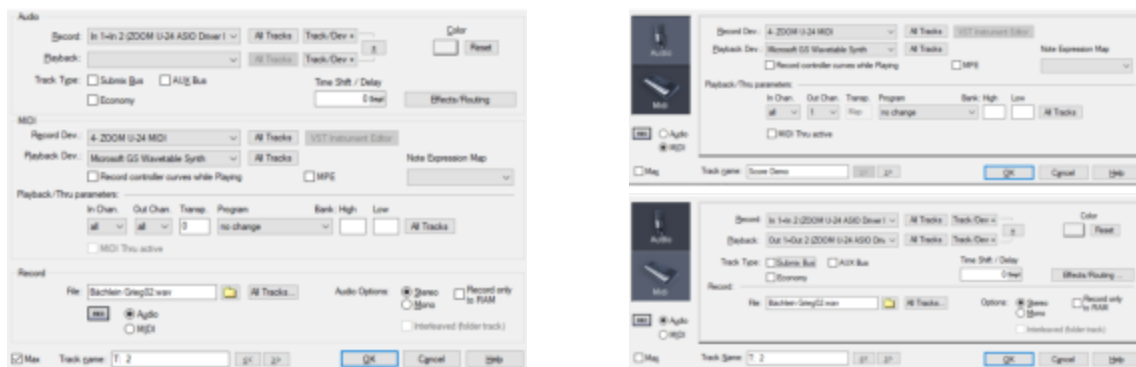 Audio
Record: In 1+In 2 (ZOOM U-24 ASIO Driver ( All Tracks Track/Dev + Color
Playback: All Tracks Track/Dev + ± Reset
Track Type: Submix Bus AUX Bus Time Shift / Delay
Economy 0 Effects/Routing
MIDI
Record Dev.: 4- ZOOM U-24 MIDI All Tracks VST Instrument Editor
Playback Dev.: Microsoft GS Wavetable Synth All Tracks Note Expression Map
Record controller curves while Playing MPE
Playback/Thru parameters:
In Chan. Out Chan. Transp. Program Bank: High Low
all all 0 no change All Tracks
MIDI Thru active
Record
File: Bächlein Grieg02.wav All Tracks... Audio Options: Stereo Record only to RAM
Mono
Audio
MIDI Interleaved (folder track)
Max Track name: T: 2 OK Cancel Help
Audio
Midi
Audio
MIDI
Record Dev.: 4- ZOOM U-24 MIDI All Tracks VST Instrument Editor
Playback Dev.: Microsoft GS Wavetable Synth All Tracks Note Expression Map
Record controller curves while Playing MPE
Playback/Thru parameters:
In Chan. Out Chan. Transp. Program Bank: High Low
all 1 no change All Tracks
MIDI Thru active
Track name: Score Demo OK Cancel Help
Audio
Midi
Audio
MIDI
Record: In 1+In 2 (ZOOM U-24 ASIO Driver ( All Tracks Track/Dev + Color
Playback: Out 1+Out 2 (ZOOM U-24 ASIO Driv All Tracks Track/Dev + ± Reset
Track Type: Submix Bus AUX Bus Time Shift / Delay
Economy 0 Effects/Routing ...
Record:
File: Bächlein Grieg02.wav All Tracks... Options: Stereo Record only to RAM
Mono
Interleaved (folder track)
Track Name: T: 2 OK Cancel Help